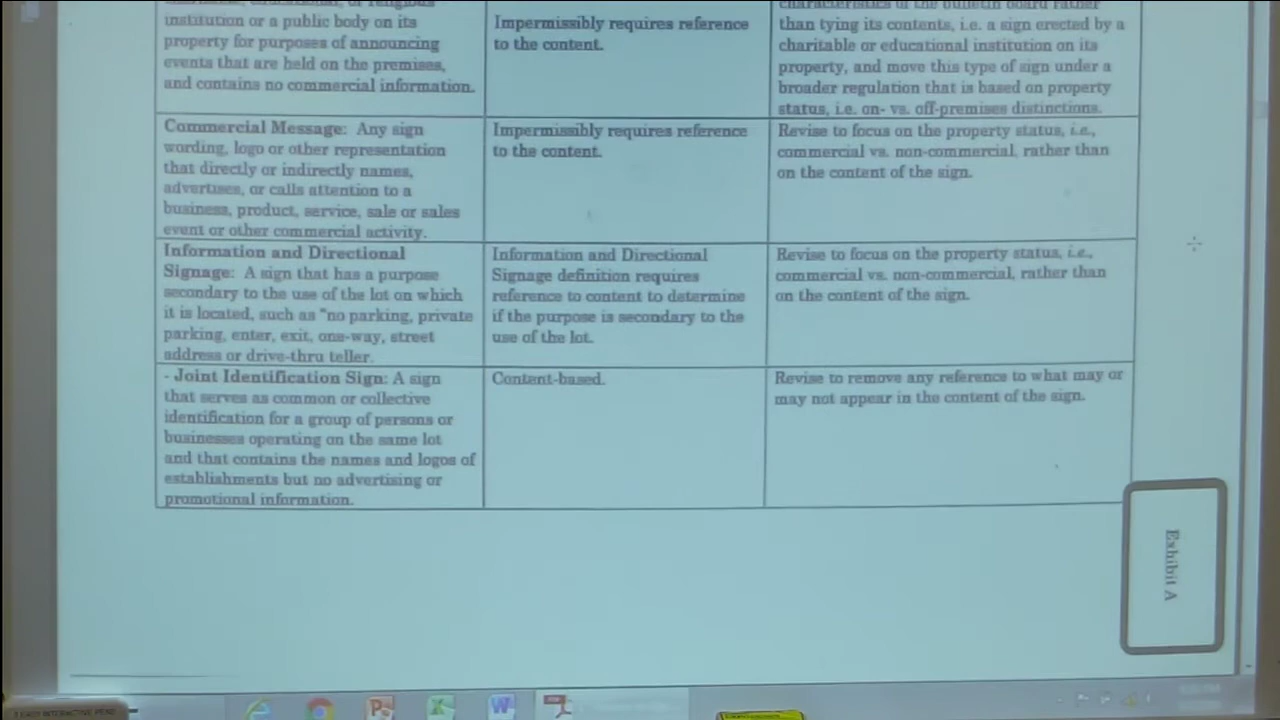 institution or a public body on its
property for purposes of announcing
events that are held on the premises,
and contains no commercial information.
Impermissibly requires reference
to the content.
characteristics of the bulletin board rather
than tying its contents, i.e. a sign erected by a
charitable or educational institution on its
property, and move this type of sign under a
broader regulation that is based on property
status, i.e. on- vs. off-premises distinctions.
Commercial Message: Any sign
wording, logo or other representation
that directly or indirectly names,
advertises, or calls attention to a
business, product, service, sale or sales
event or other commercial activity.
Impermissibly requires reference
to the content.
Revise to focus on the property status, i.e.,
commercial vs. non-commercial, rather than
on the content of the sign.
Information and Directional
Signage: A sign that has a purpose
secondary to the use of the lot on which
it is located, such as "no parking, private
parking, enter, exit, one-way, street
address or drive-thru teller.
Information and Directional
Signage definition requires
reference to content to determine
if the purpose is secondary to the
use of the lot.
Revise to focus on the property status, i.e.,
commercial vs. non-commercial, rather than
on the content of the sign.
- Joint Identification Sign: A sign
that serves as common or collective
identification for a group of persons or
businesses operating on the same lot
and that contains the names and logos of
establishments but no advertising or
promotional information.
Content-based.
Revise to remove any reference to what may or
may not appear in the content of the sign.
Exhibit A